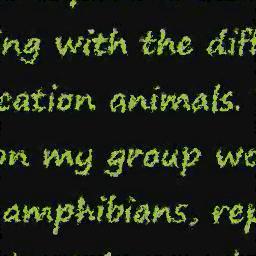 ing with the diff
cation animals.
on my group wo
amphibians, rep